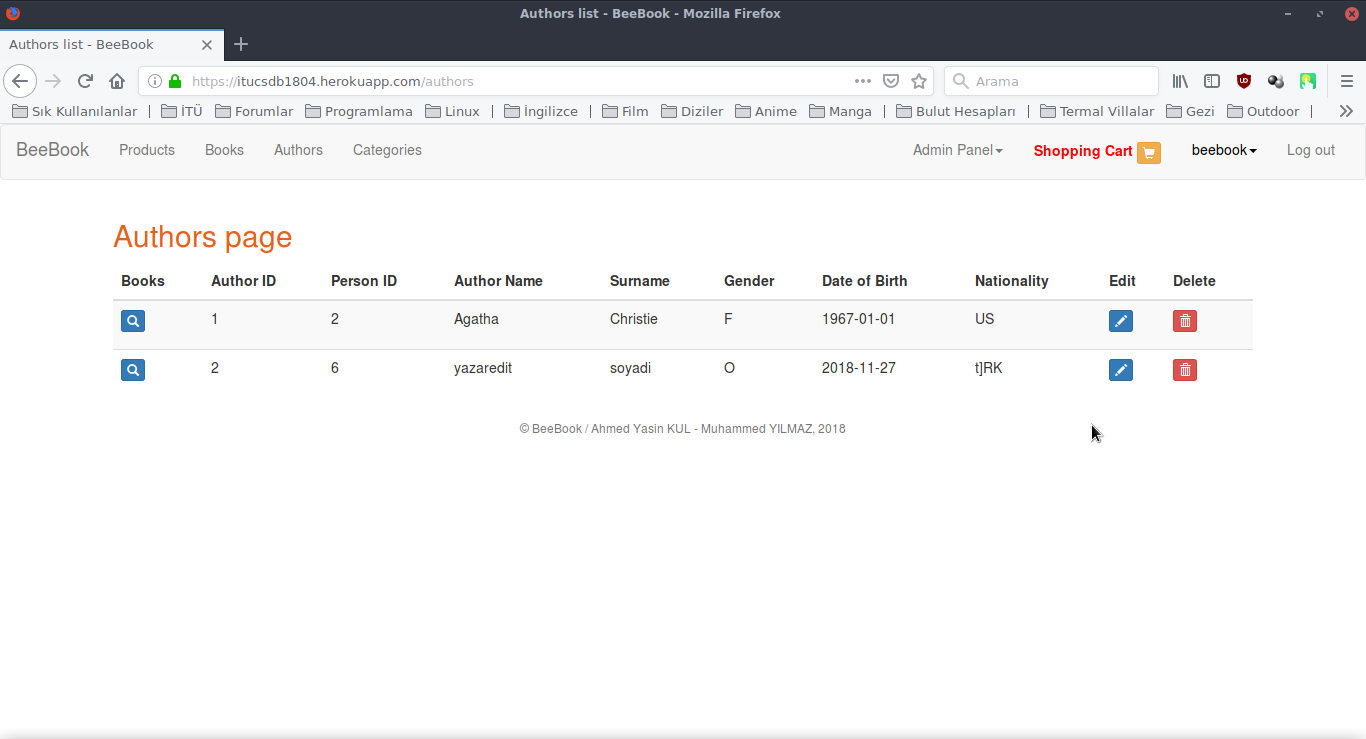 Authors list - BeeBook - Mozilla Firefox
Authors list - BeeBook
https://itucsdb1804.herokuapp.com/authors Arama
Sık Kullanılanlar | İTÜ Forumlar Programlama Linux | İngilizce | Film Diziler Anime Manga | Bulut Hesapları | Termal Villalar Gezi Outdoor |
BeeBook Products Books Authors Categories Admin Panel Shopping Cart beebook Log out
Authors page
Books Author ID Person ID Author Name Surname Gender Date of Birth Nationality Edit Delete
1 2 Agatha Christie F 1967-01-01 US
2 6 yazaredit soyadi O 2018-11-27 t]RK
© BeeBook / Ahmed Yasin KUL - Muhammed YILMAZ, 2018